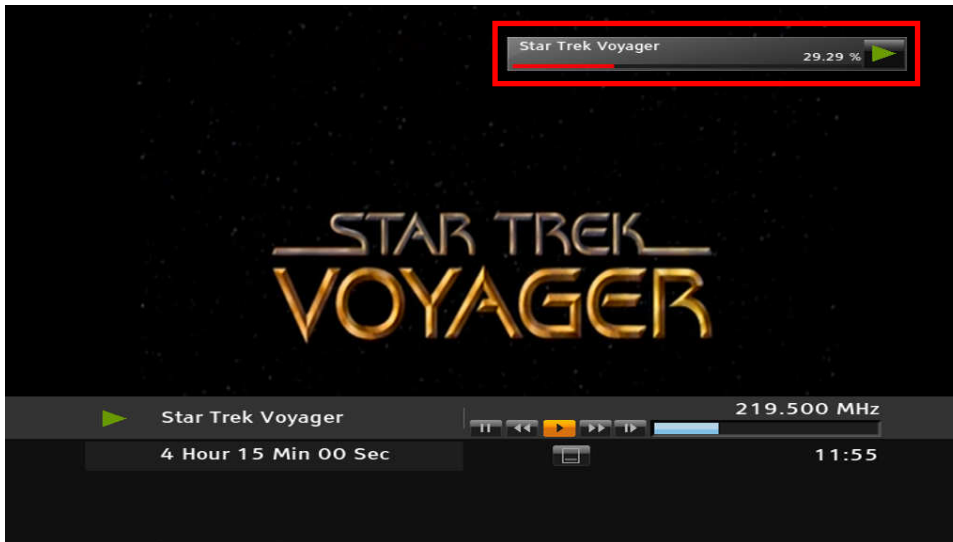 Star Trek Voyager
29.29 %
STAR TREK
VOYAGER
Star Trek Voyager
219.500 MHz
4 Hour 15 Min 00 Sec
11:55